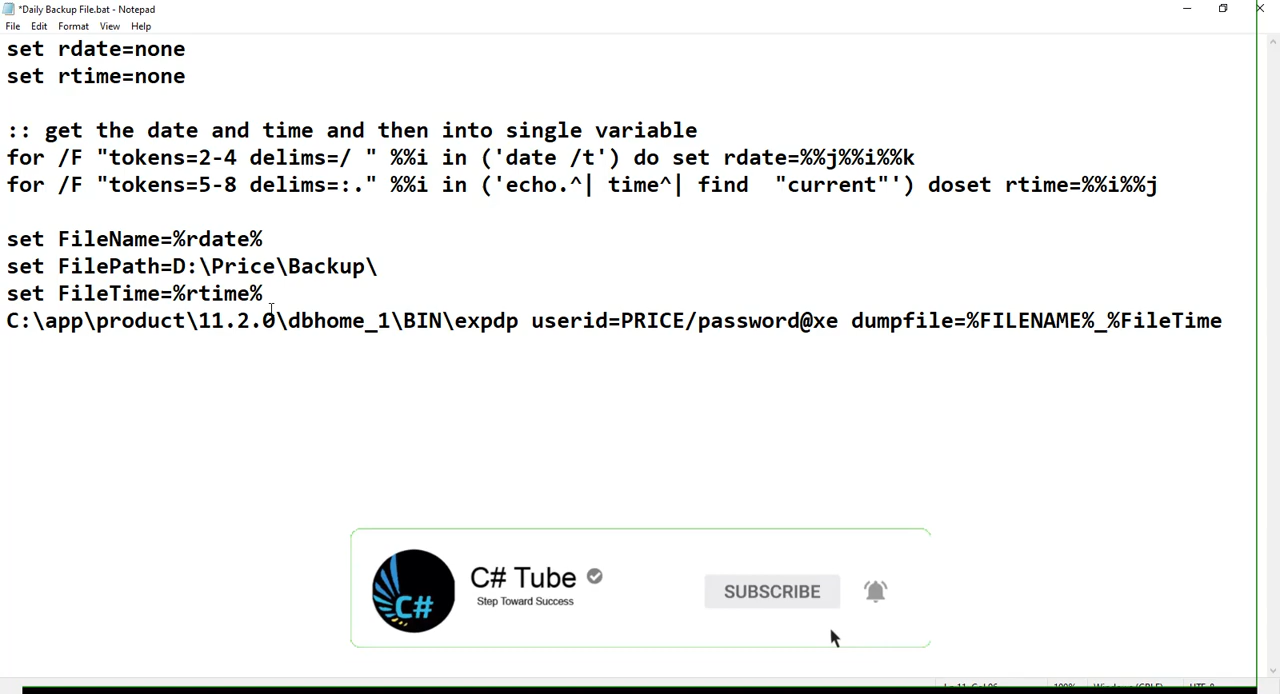 *Daily Backup File.bat - Notepad
File Edit Format View Help
set rdate=none
set rtime=none
:: get the date and time and then into single variable
for /F "tokens=2-4 delims=/ " %%i in ('date /t') do set rdate=%%j%%i%%k
for /F "tokens=5-8 delims=:." %%i in ('echo.^| time^| find "current"') doset rtime=%%i%%j
set FileName=%rdate%
set FilePath=D:\Price\Backup\
set FileTime=%rtime%
C:\app\product\11.2.0\dbhome_1\BIN\expdp userid=PRICE/password@xe dumpfile=%FILENAME%_%FileTime
C# Tube
Step Toward Success
C#
SUBSCRIBE